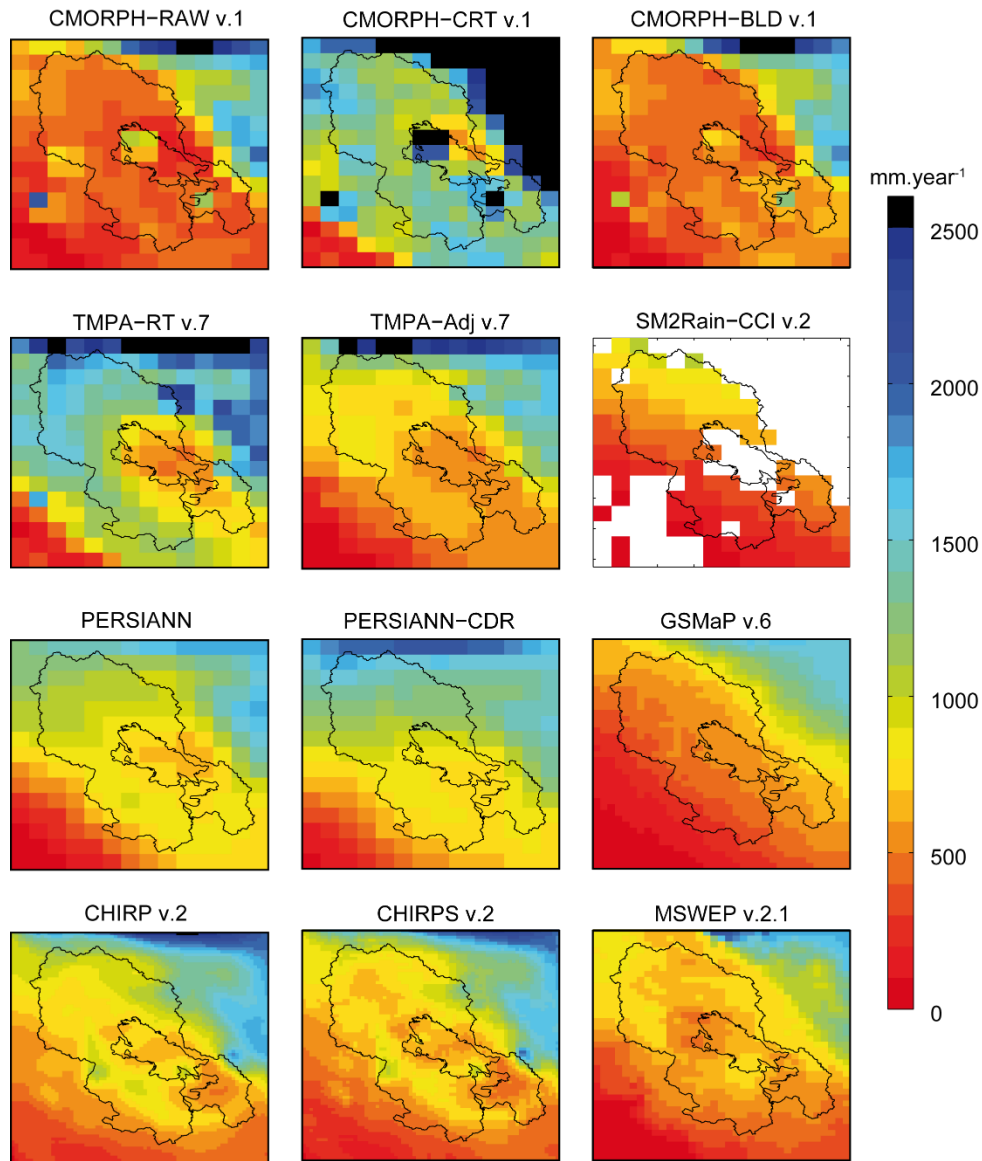 CMORPH−RAW v.1
CMORPH−CRT v.1
CMORPH−BLD v.1
mm.year⁻¹
2500
2000
1500
1000
500
0
TMPA−RT v.7
TMPA−Adj v.7
SM2Rain−CCI v.2
PERSIANN
PERSIANN−CDR
GSMaP v.6
CHIRP v.2
CHIRPS v.2
MSWEP v.2.1